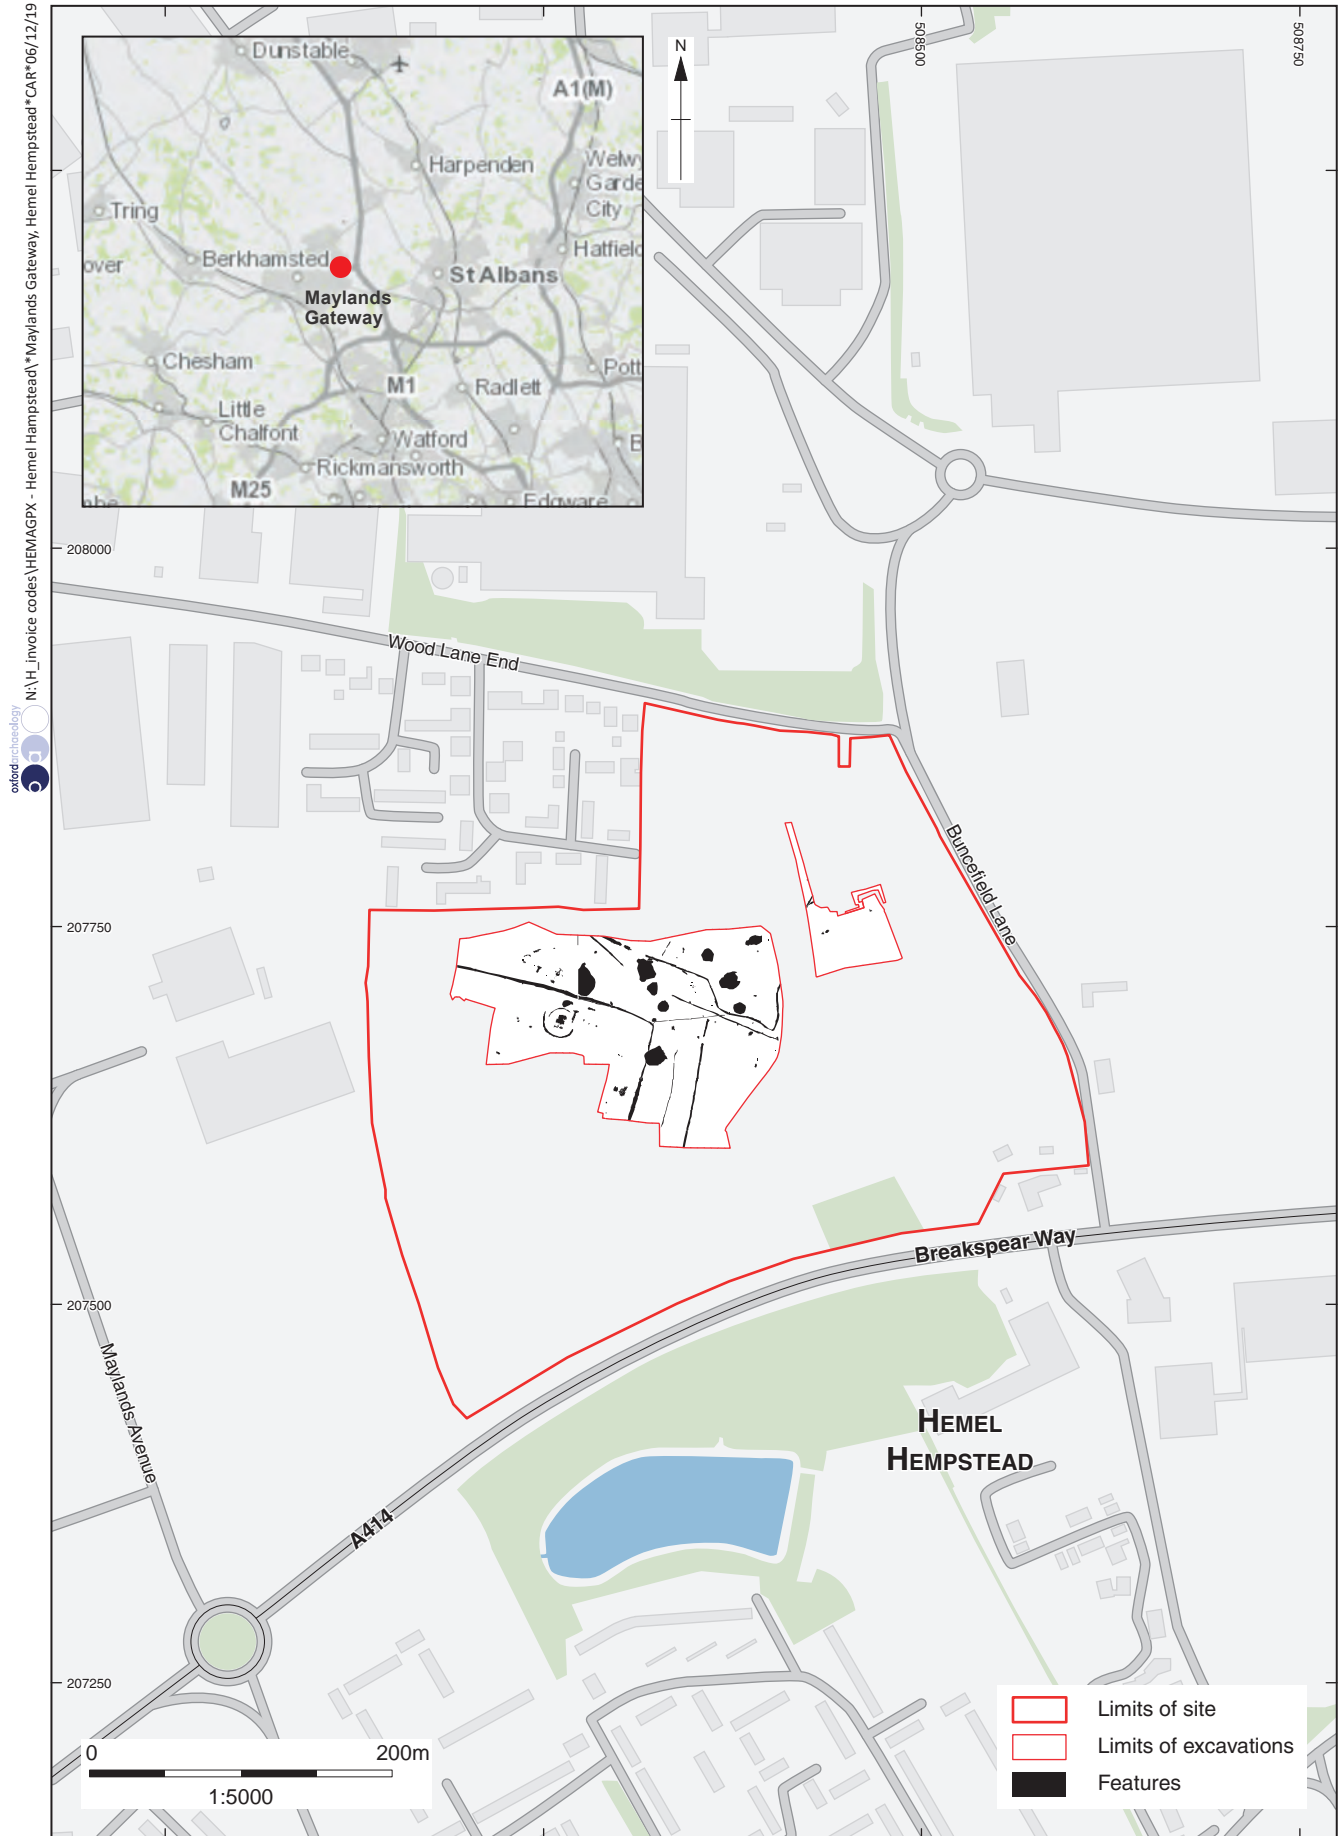 N:\H_invoice codes\HEMAGPX - Hemel Hampstead\*Maylands Gateway, Hemel Hempstead*CAR*06/12/19
oxfordarchaeology
508500
508750
N
Dunstable
A1(M)
Harpenden
Welwy
Garde
City
Tring
Hatfield
over
Berkhamsted
St Albans
Maylands
Gateway
Chesham
Pott
M1
Radlett
Little
Chalfont
Watford
B
Rickmansworth
M25
Edgware
208000
Wood Lane End
Buncefield Lane
207750
Breakspear Way
207500
Maylands Avenue
HEMEL
HEMPSTEAD
A414
207250
Limits of site
Limits of excavations
Features
0 200m
1:5000